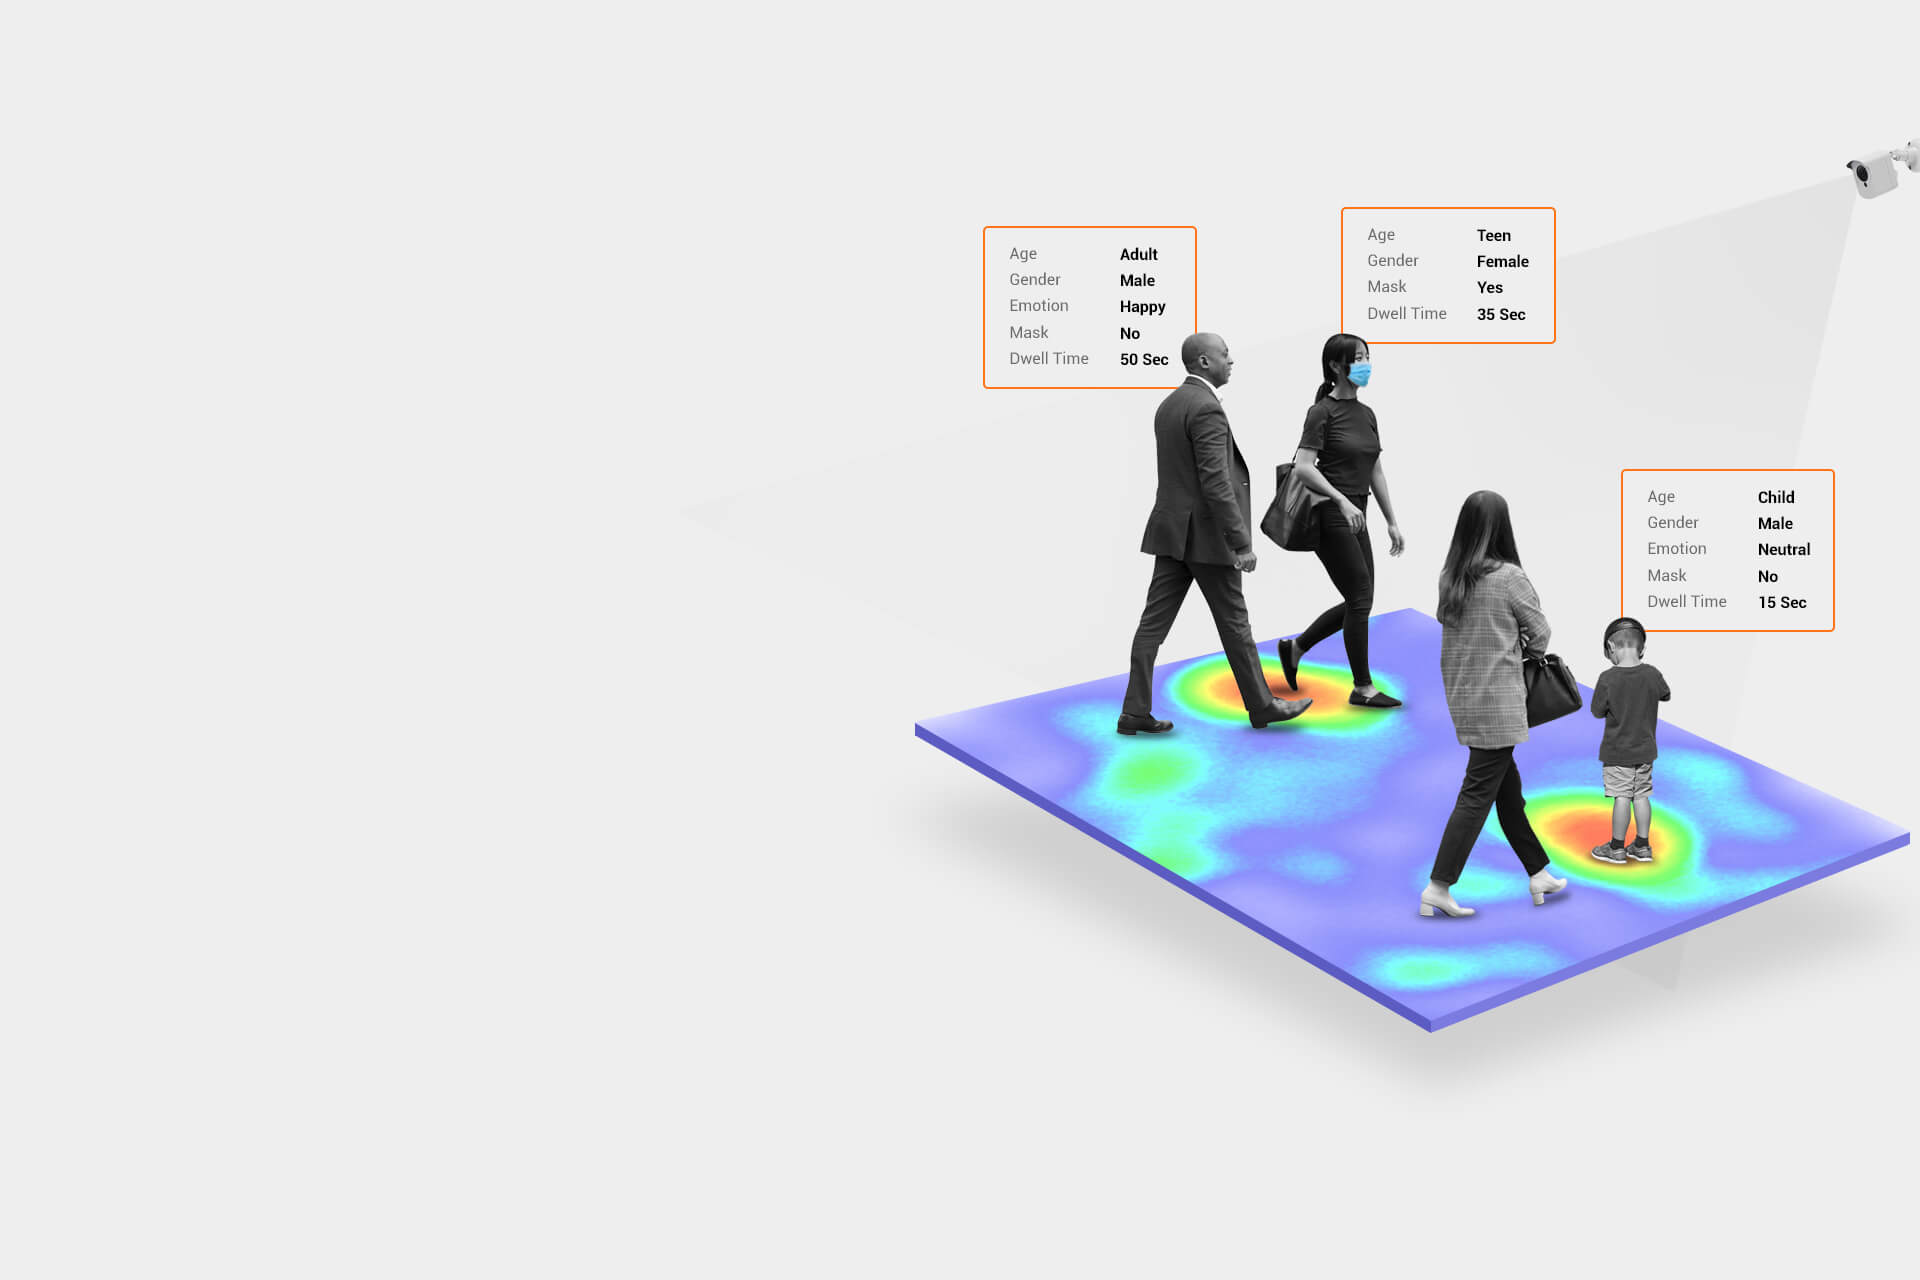 Age Adult
Gender Male
Emotion Happy
Mask No
Dwell Time 50 Sec
Age Teen
Gender Female
Mask Yes
Dwell Time 35 Sec
Age Child
Gender Male
Emotion Neutral
Mask No
Dwell Time 15 Sec